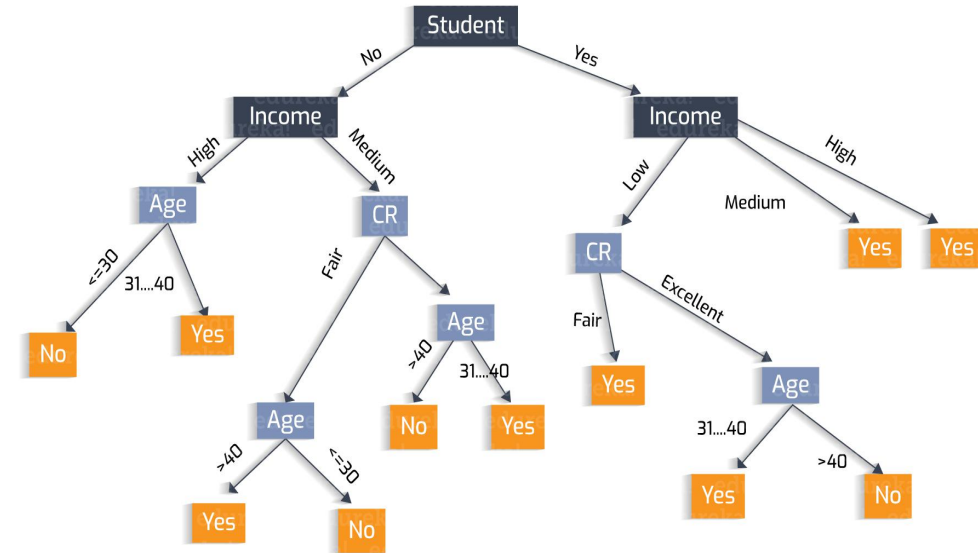 Student
No
Yes
Income
Income
High
Medium
Low
Medium
High
Age
CR
CR
Yes
Yes
<=30
31....40
Fair
Age
Fair
Excellent
No
Yes
>40
31....40
Yes
Age
Age
No
Yes
31....40
>40
>40
<=30
Yes
No
Yes
No
edureka!